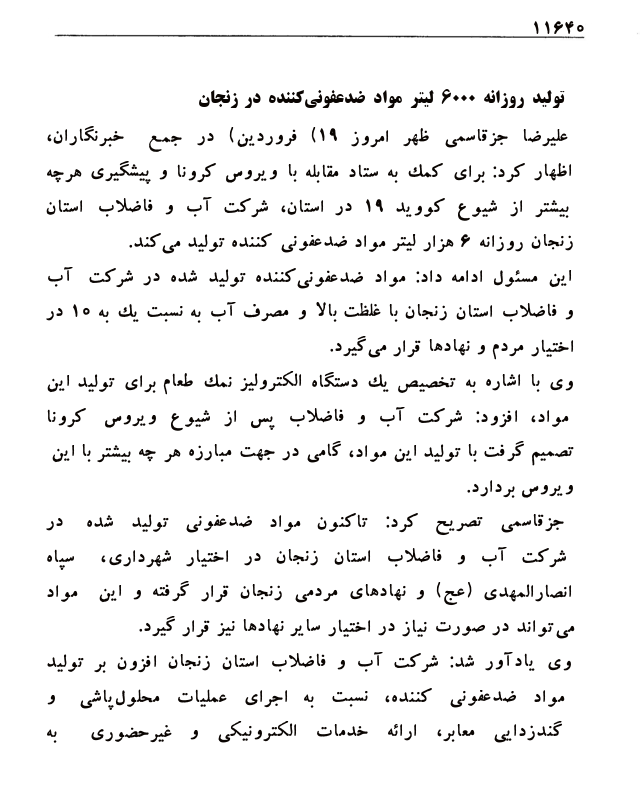 ۱۱۶۴۰
تولید روزانه ۶۰۰۰ لیتر مواد ضدعفونی‌کننده در زنجان
علیرضا جزقاسمی ظهر امروز ۱۹) فروردین) در جمع خبرنگاران،
اظهار کرد: برای کمک به ستاد مقابله با ویروس کرونا و پیشگیری هرچه
بیشتر از شیوع کووید ۱۹ در استان، شرکت آب و فاضلاب استان
زنجان روزانه ۶ هزار لیتر مواد ضدعفونی کننده تولید می‌کند.
این مسئول ادامه داد: مواد ضدعفونی‌کننده تولید شده در شرکت آب
و فاضلاب استان زنجان با غلظت بالا و مصرف آب به نسبت یک به ۱۰ در
اختیار مردم و نهادها قرار می‌گیرد.
وی با اشاره به تخصیص یک دستگاه الکترولیز نمک طعام برای تولید این
مواد، افزود: شرکت آب و فاضلاب پس از شیوع ویروس کرونا
تصمیم گرفت با تولید این مواد، گامی در جهت مبارزه هر چه بیشتر با این
ویروس بردارد.
جزقاسمی تصریح کرد: تاکنون مواد ضدعفونی تولید شده در
شرکت آب و فاضلاب استان زنجان در اختیار شهرداری، سپاه
انصارالمهدی (عج) و نهادهای مردمی زنجان قرار گرفته و این مواد
می‌تواند در صورت نیاز در اختیار سایر نهادها نیز قرار گیرد.
وی یادآور شد: شرکت آب و فاضلاب استان زنجان افزون بر تولید
مواد ضدعفونی کننده، نسبت به اجرای عملیات محلول‌پاشی و
گندزدایی معابر، ارائه خدمات الکترونیکی و غیرحضوری به